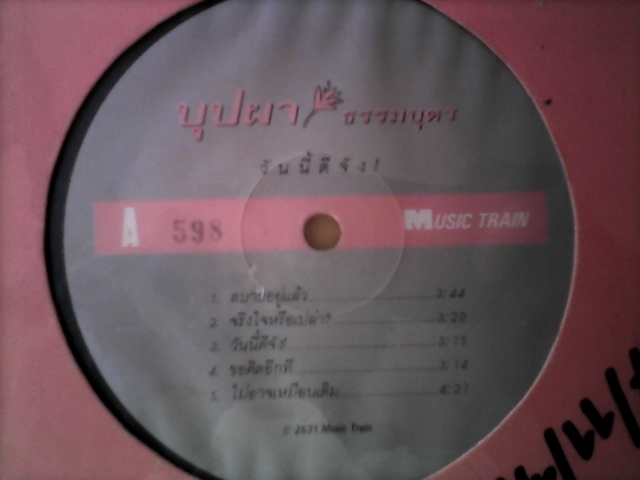 บุปผา ธรรมบุตร
วันนี้ดีจัง!
A 598 MUSIC TRAIN
1. สบายอยู่แล้ว 3:44
2. จริงใจหรือเปล่า? 3:20
3. วันนี้ดีจัง! 3:15
4. ขอคิดอีกที 3:14
5. ไม่อาจเหมือนเดิม 4:21
© 2531 Music Train